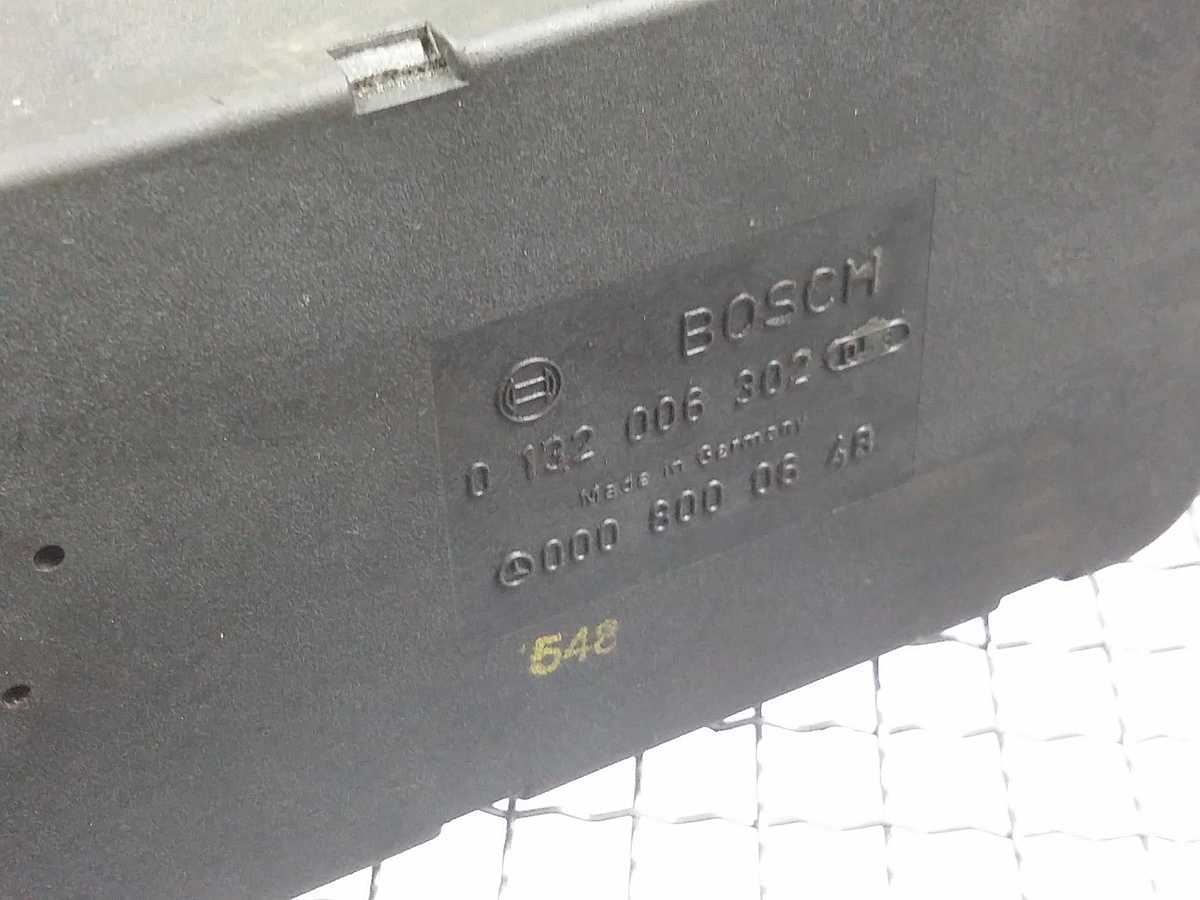 BOSCH
0 132 006 302
Made in Germany
000 800 06 48
548